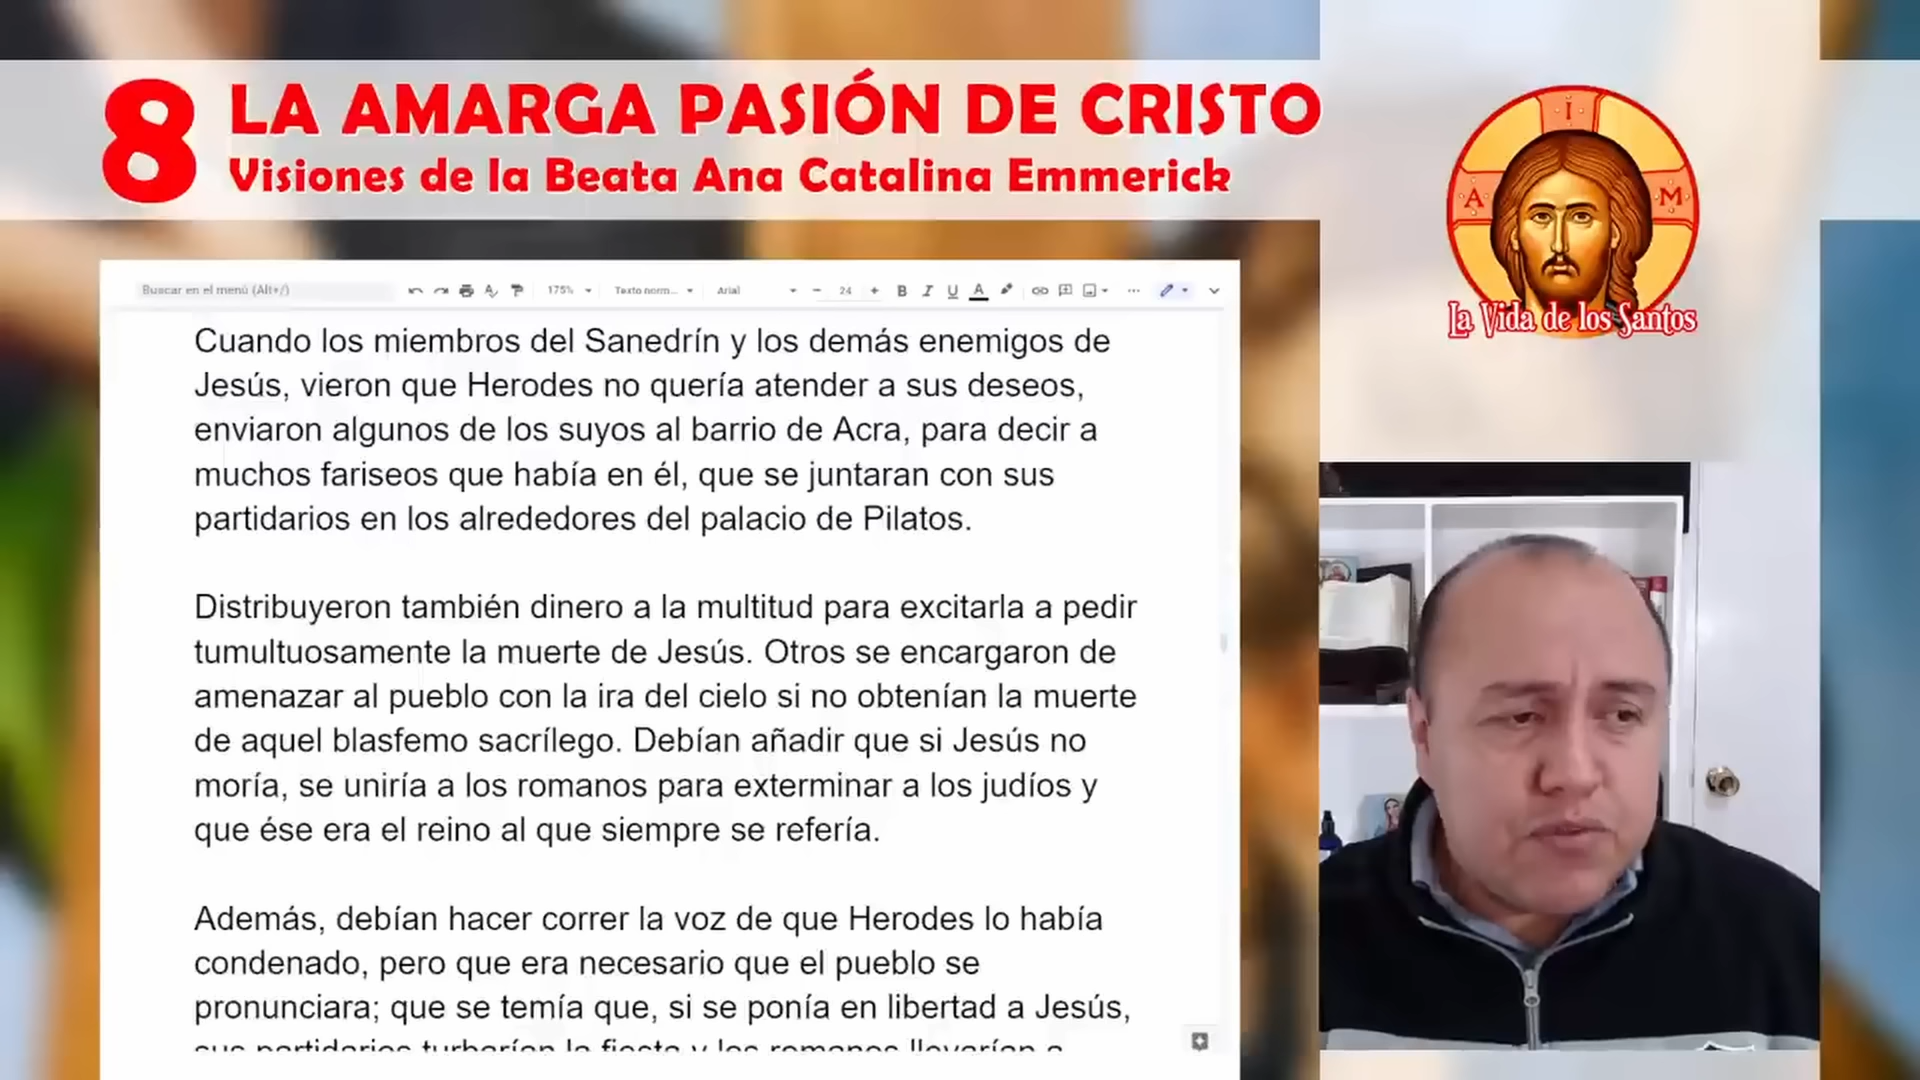 8
LA AMARGA PASIÓN DE CRISTO
Visiones de la Beata Ana Catalina Emmerick
I
A
M
La Vida de los Santos
Buscar en el menú (Alt+/)
175%
Texto norm...
Arial
24
B I U A
Cuando los miembros del Sanedrín y los demás enemigos de
Jesús, vieron que Herodes no quería atender a sus deseos,
enviaron algunos de los suyos al barrio de Acra, para decir a
muchos fariseos que había en él, que se juntaran con sus
partidarios en los alrededores del palacio de Pilatos.
Distribuyeron también dinero a la multitud para excitarla a pedir
tumultuosamente la muerte de Jesús. Otros se encargaron de
amenazar al pueblo con la ira del cielo si no obtenían la muerte
de aquel blasfemo sacrílego. Debían añadir que si Jesús no
moría, se uniría a los romanos para exterminar a los judíos y
que ése era el reino al que siempre se refería.
Además, debían hacer correr la voz de que Herodes lo había
condenado, pero que era necesario que el pueblo se
pronunciara; que se temía que, si se ponía en libertad a Jesús,
sus partidarios turbarían la fiesta y los romanos llevarían a